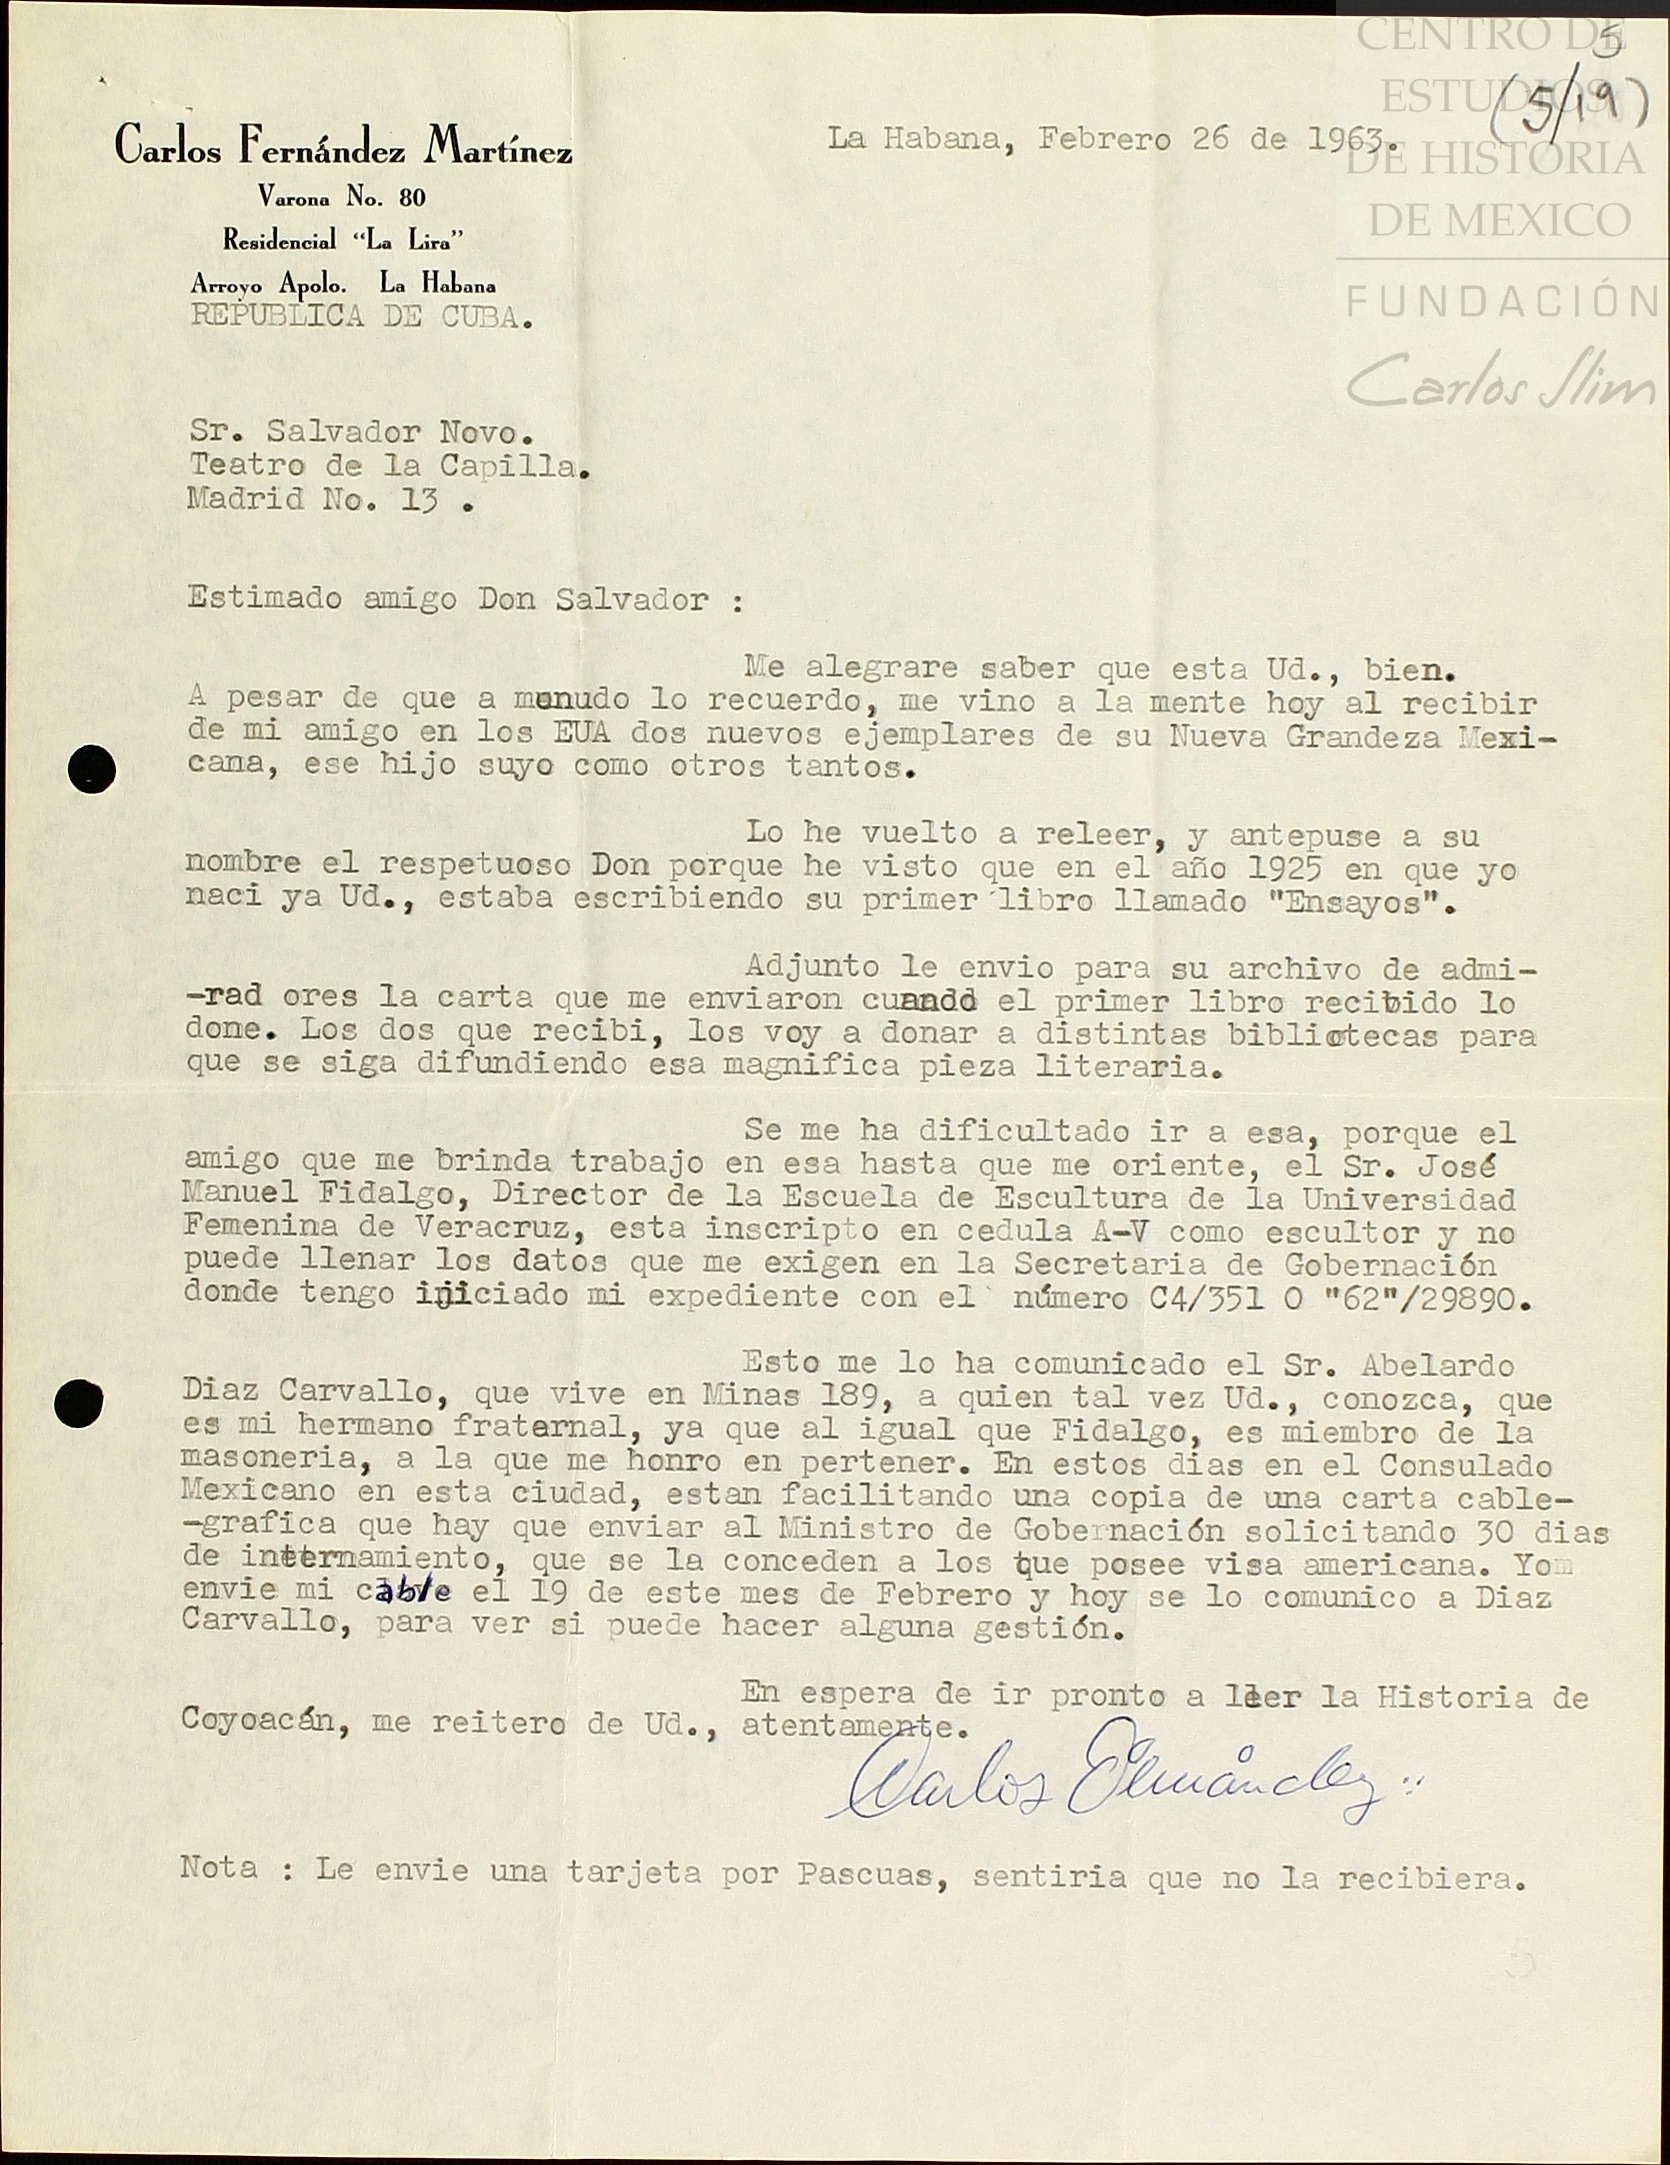 CENTRO DE
ESTUDIOS
DE HISTORIA
DE MEXICO
FUNDACIÓN
Carlos Slim
5
(5/19)
Carlos Fernández Martínez
Varona No. 80
Residencial “La Lira”
Arroyo Apolo. La Habana
REPUBLICA DE CUBA.
La Habana, Febrero 26 de 1963.
Sr. Salvador Novo.
Teatro de la Capilla.
Madrid No. 13 .
Estimado amigo Don Salvador :
Me alegrare saber que esta Ud., bien.
A pesar de que a menudo lo recuerdo, me vino a la mente hoy al recibir
de mi amigo en los EUA dos nuevos ejemplares de su Nueva Grandeza Mexi-
cana, ese hijo suyo como otros tantos.
Lo he vuelto a releer, y antepuse a su
nombre el respetuoso Don porque he visto que en el año 1925 en que yo
naci ya Ud., estaba escribiendo su primer libro llamado "Ensayos".
Adjunto le envio para su archivo de admi-
-rad ores la carta que me enviaron cuando el primer libro recibido lo
done. Los dos que recibi, los voy a donar a distintas bibliotecas para
que se siga difundiendo esa magnifica pieza literaria.
Se me ha dificultado ir a esa, porque el
amigo que me brinda trabajo en esa hasta que me oriente, el Sr. José
Manuel Fidalgo, Director de la Escuela de Escultura de la Universidad
Femenina de Veracruz, esta inscripto en cedula A-V como escultor y no
puede llenar los datos que me exigen en la Secretaria de Gobernación
donde tengo iniciado mi expediente con el número C4/351 O "62"/29890.
Esto me lo ha comunicado el Sr. Abelardo
Diaz Carvallo, que vive en Minas 189, a quien tal vez Ud., conozca, que
es mi hermano fraternal, ya que al igual que Fidalgo, es miembro de la
masoneria, a la que me honro en pertener. En estos dias en el Consulado
Mexicano en esta ciudad, estan facilitando una copia de una carta cable-
-grafica que hay que enviar al Ministro de Gobernación solicitando 30 dias
de internamiento, que se la conceden a los que posee visa americana. Yo
envie mi cable el 19 de este mes de Febrero y hoy se lo comunico a Diaz
Carvallo, para ver si puede hacer alguna gestión.
En espera de ir pronto a leer la Historia de
Coyoacán, me reitero de Ud., atentamente.
Carlos Fernández
Nota : Le envie una tarjeta por Pascuas, sentiria que no la recibiera.